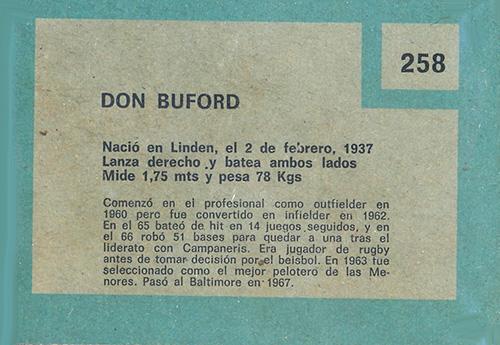 258
DON BUFORD
Nació en Linden, el 2 de febrero, 1937
Lanza derecho y batea ambos lados
Mide 1,75 mts y pesa 78 Kgs
Comenzó en el profesional como outfielder en
1960 pero fue convertido en infielder en 1962.
En el 65 bateó de hit en 14 juegos seguidos, y en
el 66 robó 51 bases para quedar a una tras el
liderato con Campaneris. Era jugador de rugby
antes de tomar decisión por el beisbol. En 1963 fue
seleccionado como el mejor pelotero de las Me-
nores. Pasó al Baltimore en 1967.